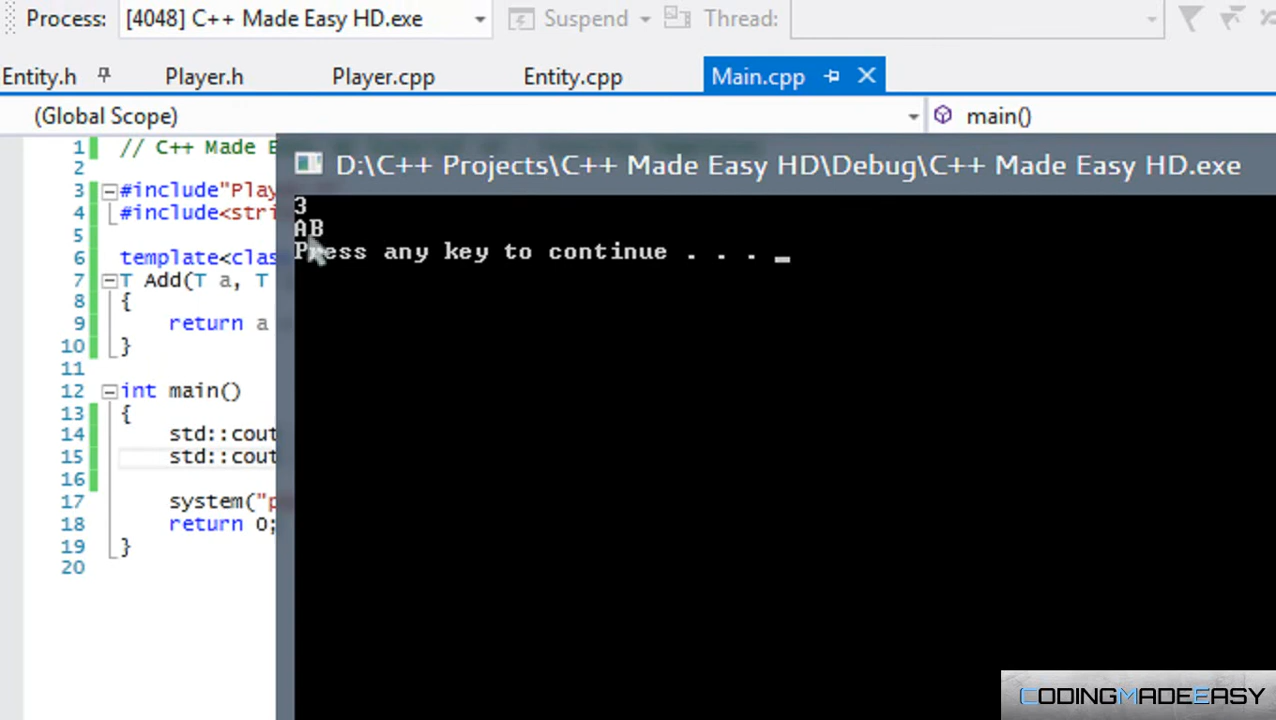 Process: [4048] C++ Made Easy HD.exe Suspend Thread:
Entity.h Player.h Player.cpp Entity.cpp Main.cpp
(Global Scope) main()
D:\C++ Projects\C++ Made Easy HD\Debug\C++ Made Easy HD.exe
3
AB
Press any key to continue . . . _
1 // C++ Made
2
3 #include"Play
4 #include<stri
5
6 template<clas
7 T Add(T a, T
8 {
9 return a
10 }
11
12 int main()
13 {
14 std::cout
15 std::cout
16
17 system("p
18 return 0;
19 }
20
CODINGMADEEASY